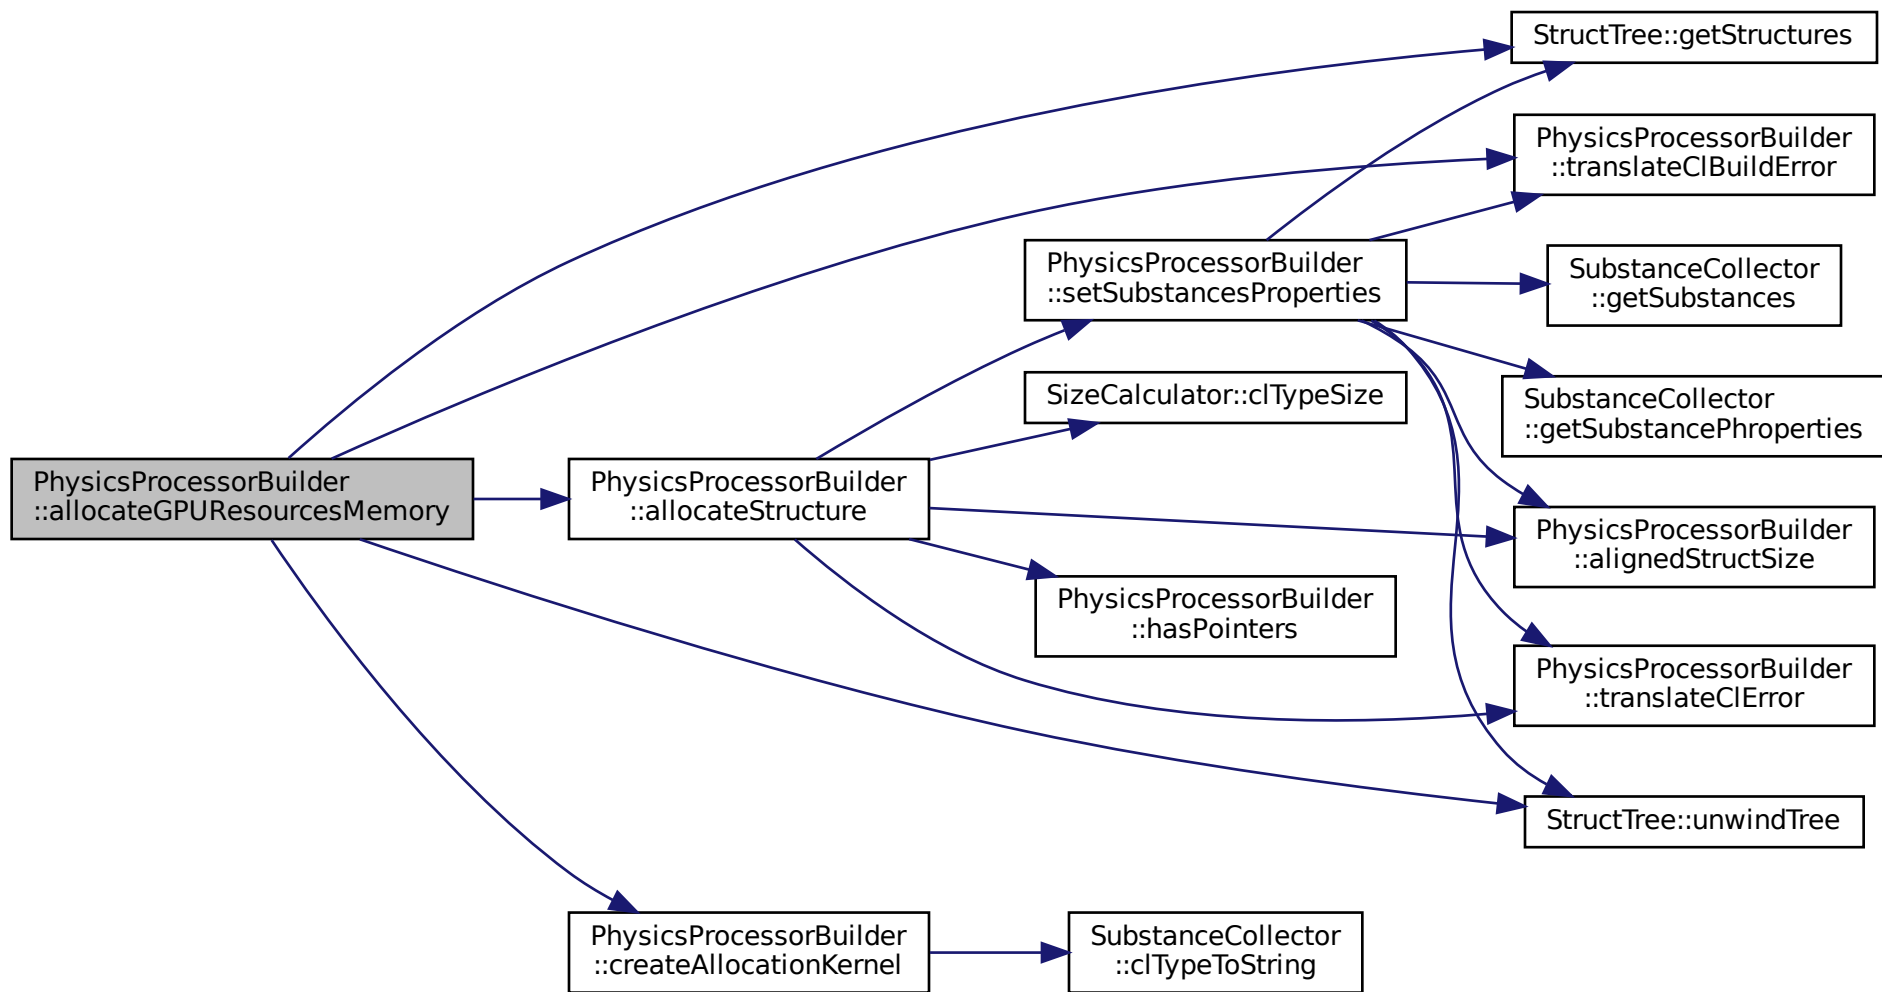 StructTree::getStructures
PhysicsProcessorBuilder
::translateClBuildError
PhysicsProcessorBuilder
::setSubstancesProperties
SubstanceCollector
::getSubstances
SizeCalculator::clTypeSize
SubstanceCollector
::getSubstancePhroperties
PhysicsProcessorBuilder
::allocateGPUResourcesMemory
PhysicsProcessorBuilder
::allocateStructure
PhysicsProcessorBuilder
::alignedStructSize
PhysicsProcessorBuilder
::hasPointers
PhysicsProcessorBuilder
::translateClError
StructTree::unwindTree
PhysicsProcessorBuilder
::createAllocationKernel
SubstanceCollector
::clTypeToString